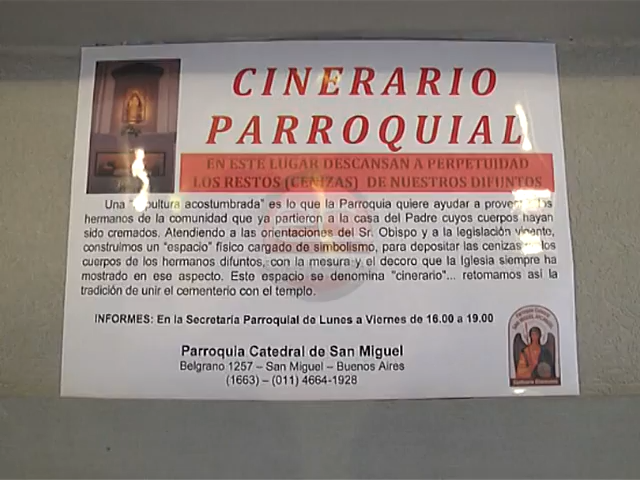 CINERARIO
PARROQUIAL
EN ESTE LUGAR DESCANSAN A PERPETUIDAD
LOS RESTOS (CENIZAS) DE NUESTROS DIFUNTOS
Una "sepultura acostumbrada" es lo que la Parroquia quiere ayudar a proveer los
hermanos de la comunidad que ya partieron a la casa del Padre cuyos cuerpos hayan
sido cremados. Atendiendo a las orientaciones del Sr. Obispo y a la legislación vigente,
construimos un "espacio" físico cargado de simbolismo, para depositar las cenizas los
cuerpos de los hermanos difuntos, con la mesura y el decoro que la Iglesia siempre ha
mostrado en ese aspecto. Este espacio se denomina "cinerario"... retomamos así la
tradición de unir el cementerio con el templo.
INFORMES: En la Secretaría Parroquial de Lunes a Viernes de 16.00 a 19.00
Parroquia Catedral de San Miguel
Belgrano 1257 – San Miguel – Buenos Aires
(1663) – (011) 4664-1928